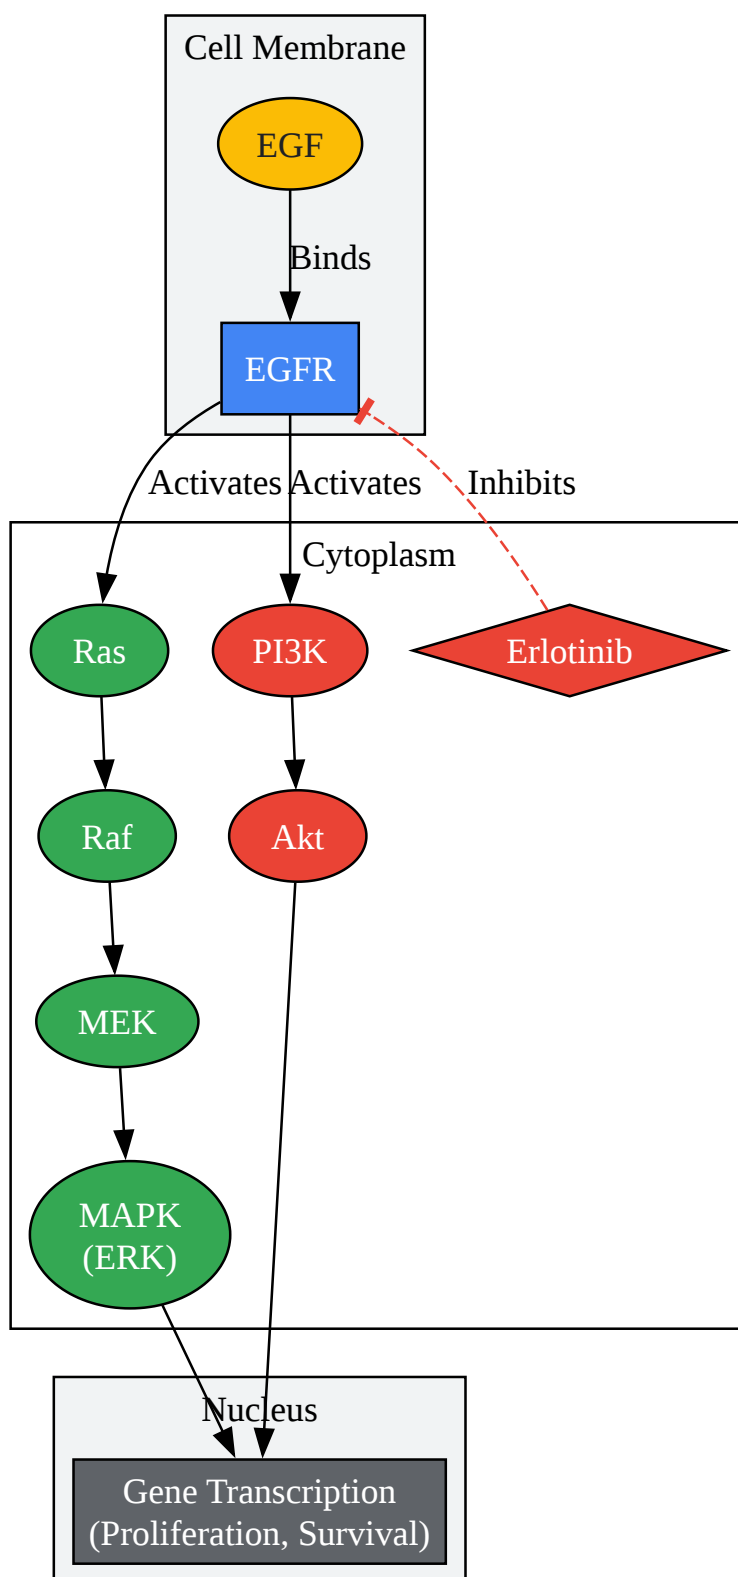 Cell Membrane
EGF
Binds
EGFR
Activates
Activates
Inhibits
Cytoplasm
Ras
PI3K
Erlotinib
Raf
Akt
MEK
MAPK
(ERK)
Nucleus
Gene Transcription
(Proliferation, Survival)